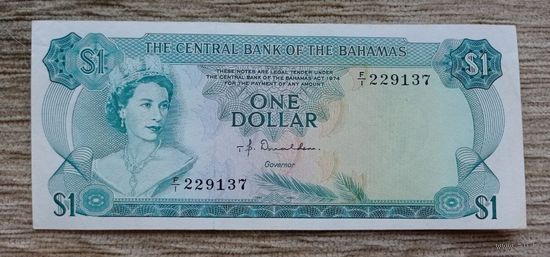 THE CENTRAL BANK OF THE BAHAMAS
$1
$1
THESE NOTES ARE LEGAL TENDER UNDER
THE CENTRAL BANK OF THE BAHAMAS ACT 1974
FOR THE PAYMENT OF ANY AMOUNT
F/1 229137
ONE
DOLLAR
T. B. Donaldson
Governor
F/1 229137
$1
$1